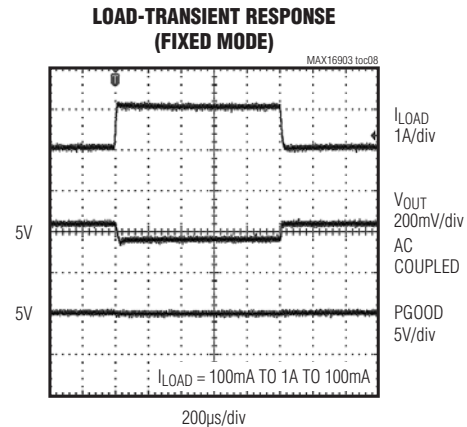 LOAD-TRANSIENT RESPONSE
(FIXED MODE)
MAX16903 toc08
ILOAD
1A/div
VOUT
200mV/div
AC
COUPLED
5V
5V
PGOOD
5V/div
ILOAD = 100mA TO 1A TO 100mA
200µs/div